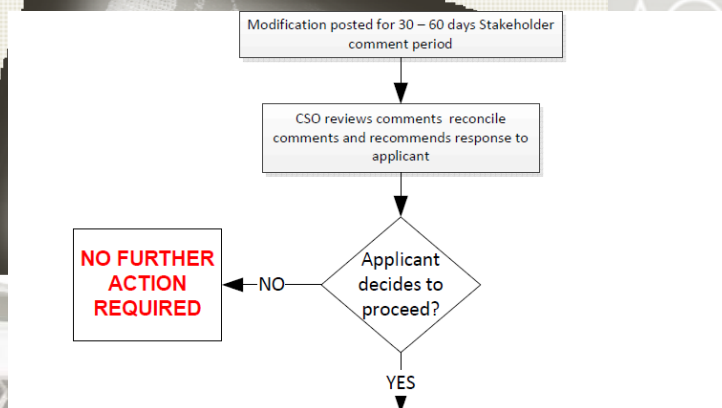 Modification posted for 30 – 60 days Stakeholder
comment period
CSO reviews comments  reconcile
comments and recommends response to
applicant
Applicant
decides to
proceed?
NO
NO FURTHER
ACTION
REQUIRED
YES